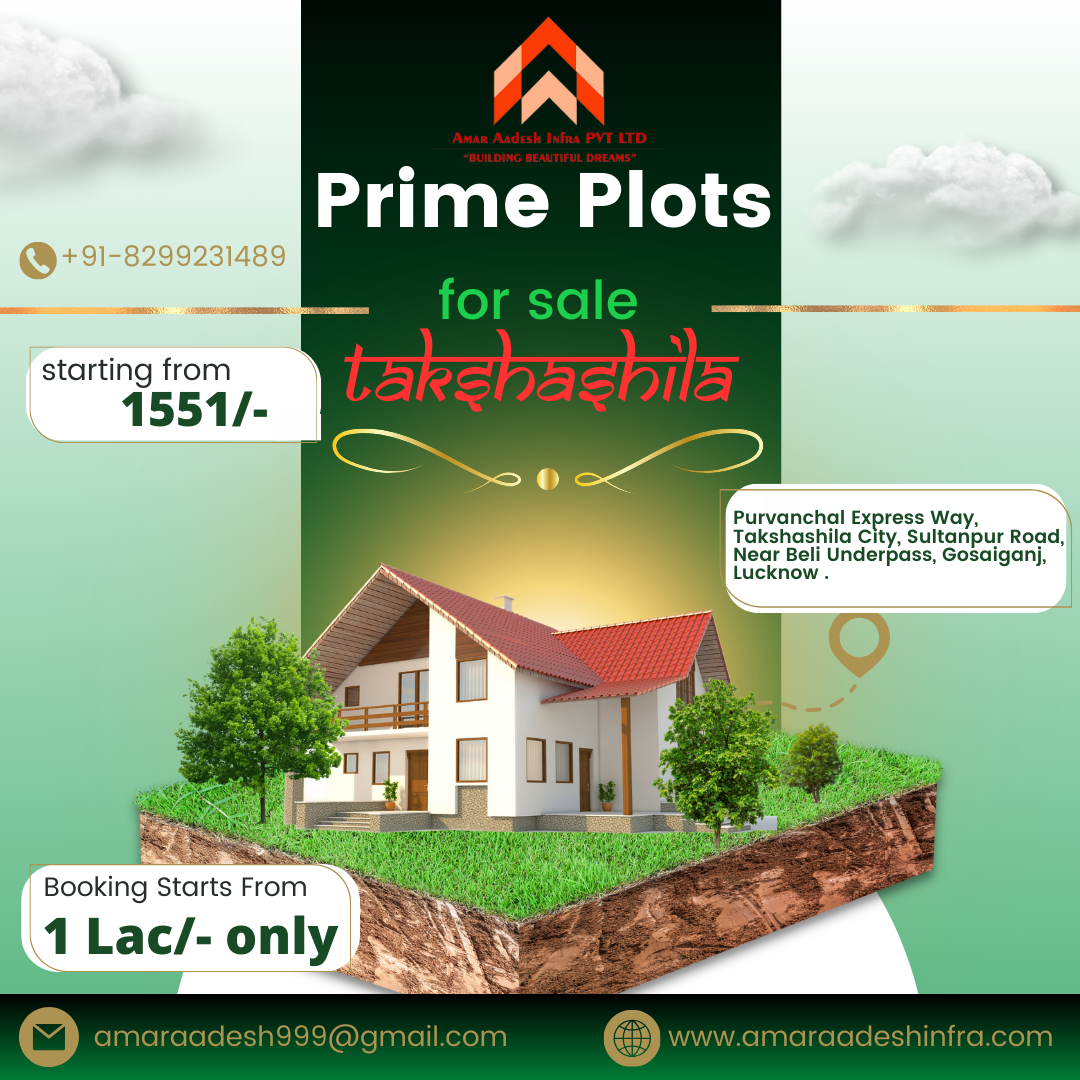 Amar Aadesh Infra PVT LTD
“BUILDING BEAUTIFUL DREAMS”
Prime Plots
+91-8299231489
for sale
takshashila
starting from
1551/-
Purvanchal Express Way,
Takshashila City, Sultanpur Road,
Near Beli Underpass, Gosaiganj,
Lucknow .
Booking Starts From
1 Lac/- only
amaraadesh999@gmail.com
www.amaraadeshinfra.com